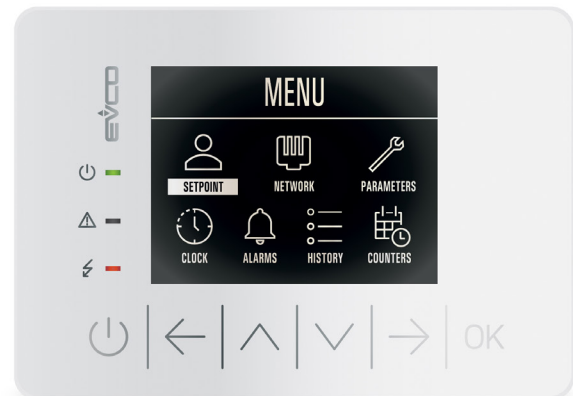 EVCO
MENU
SETPOINT NETWORK PARAMETERS
CLOCK ALARMS HISTORY COUNTERS
OK